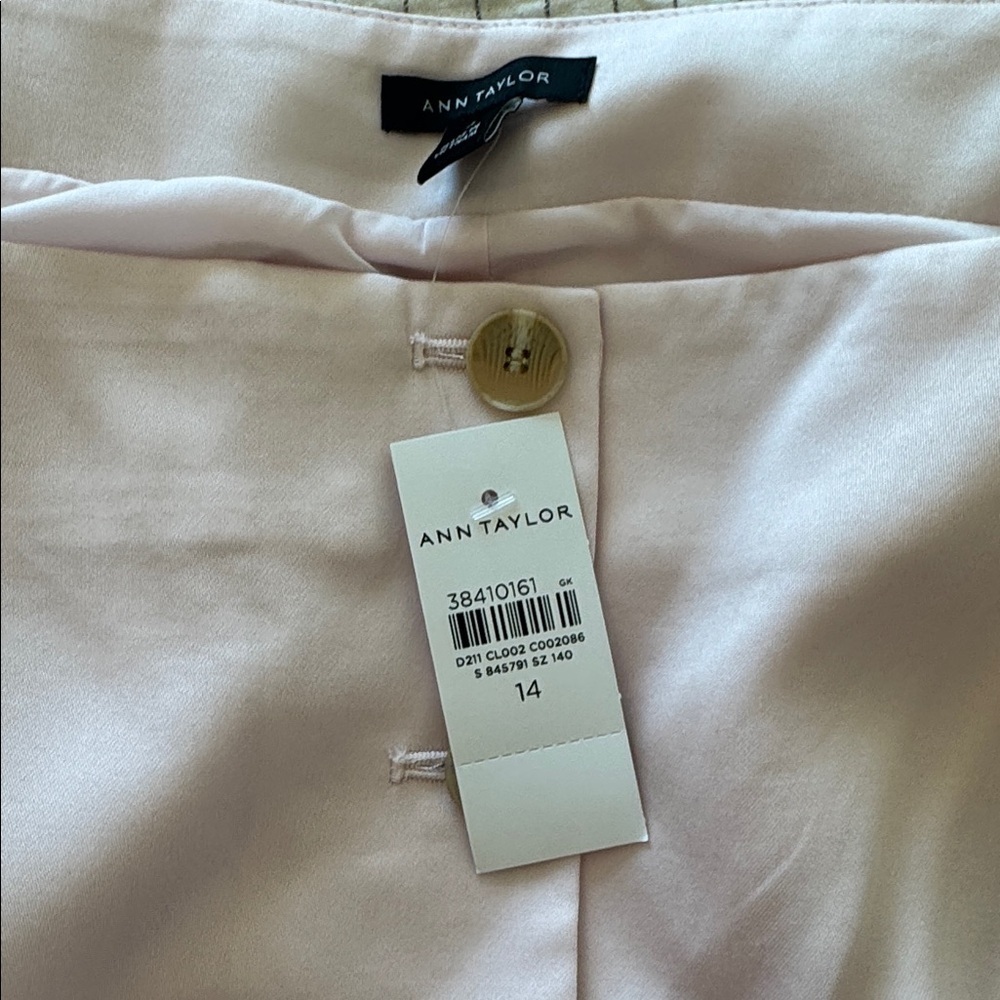 ANN TAYLOR
ANN TAYLOR
38410161 GK
D211 CL002 C002086
S 845791 SZ 140
14